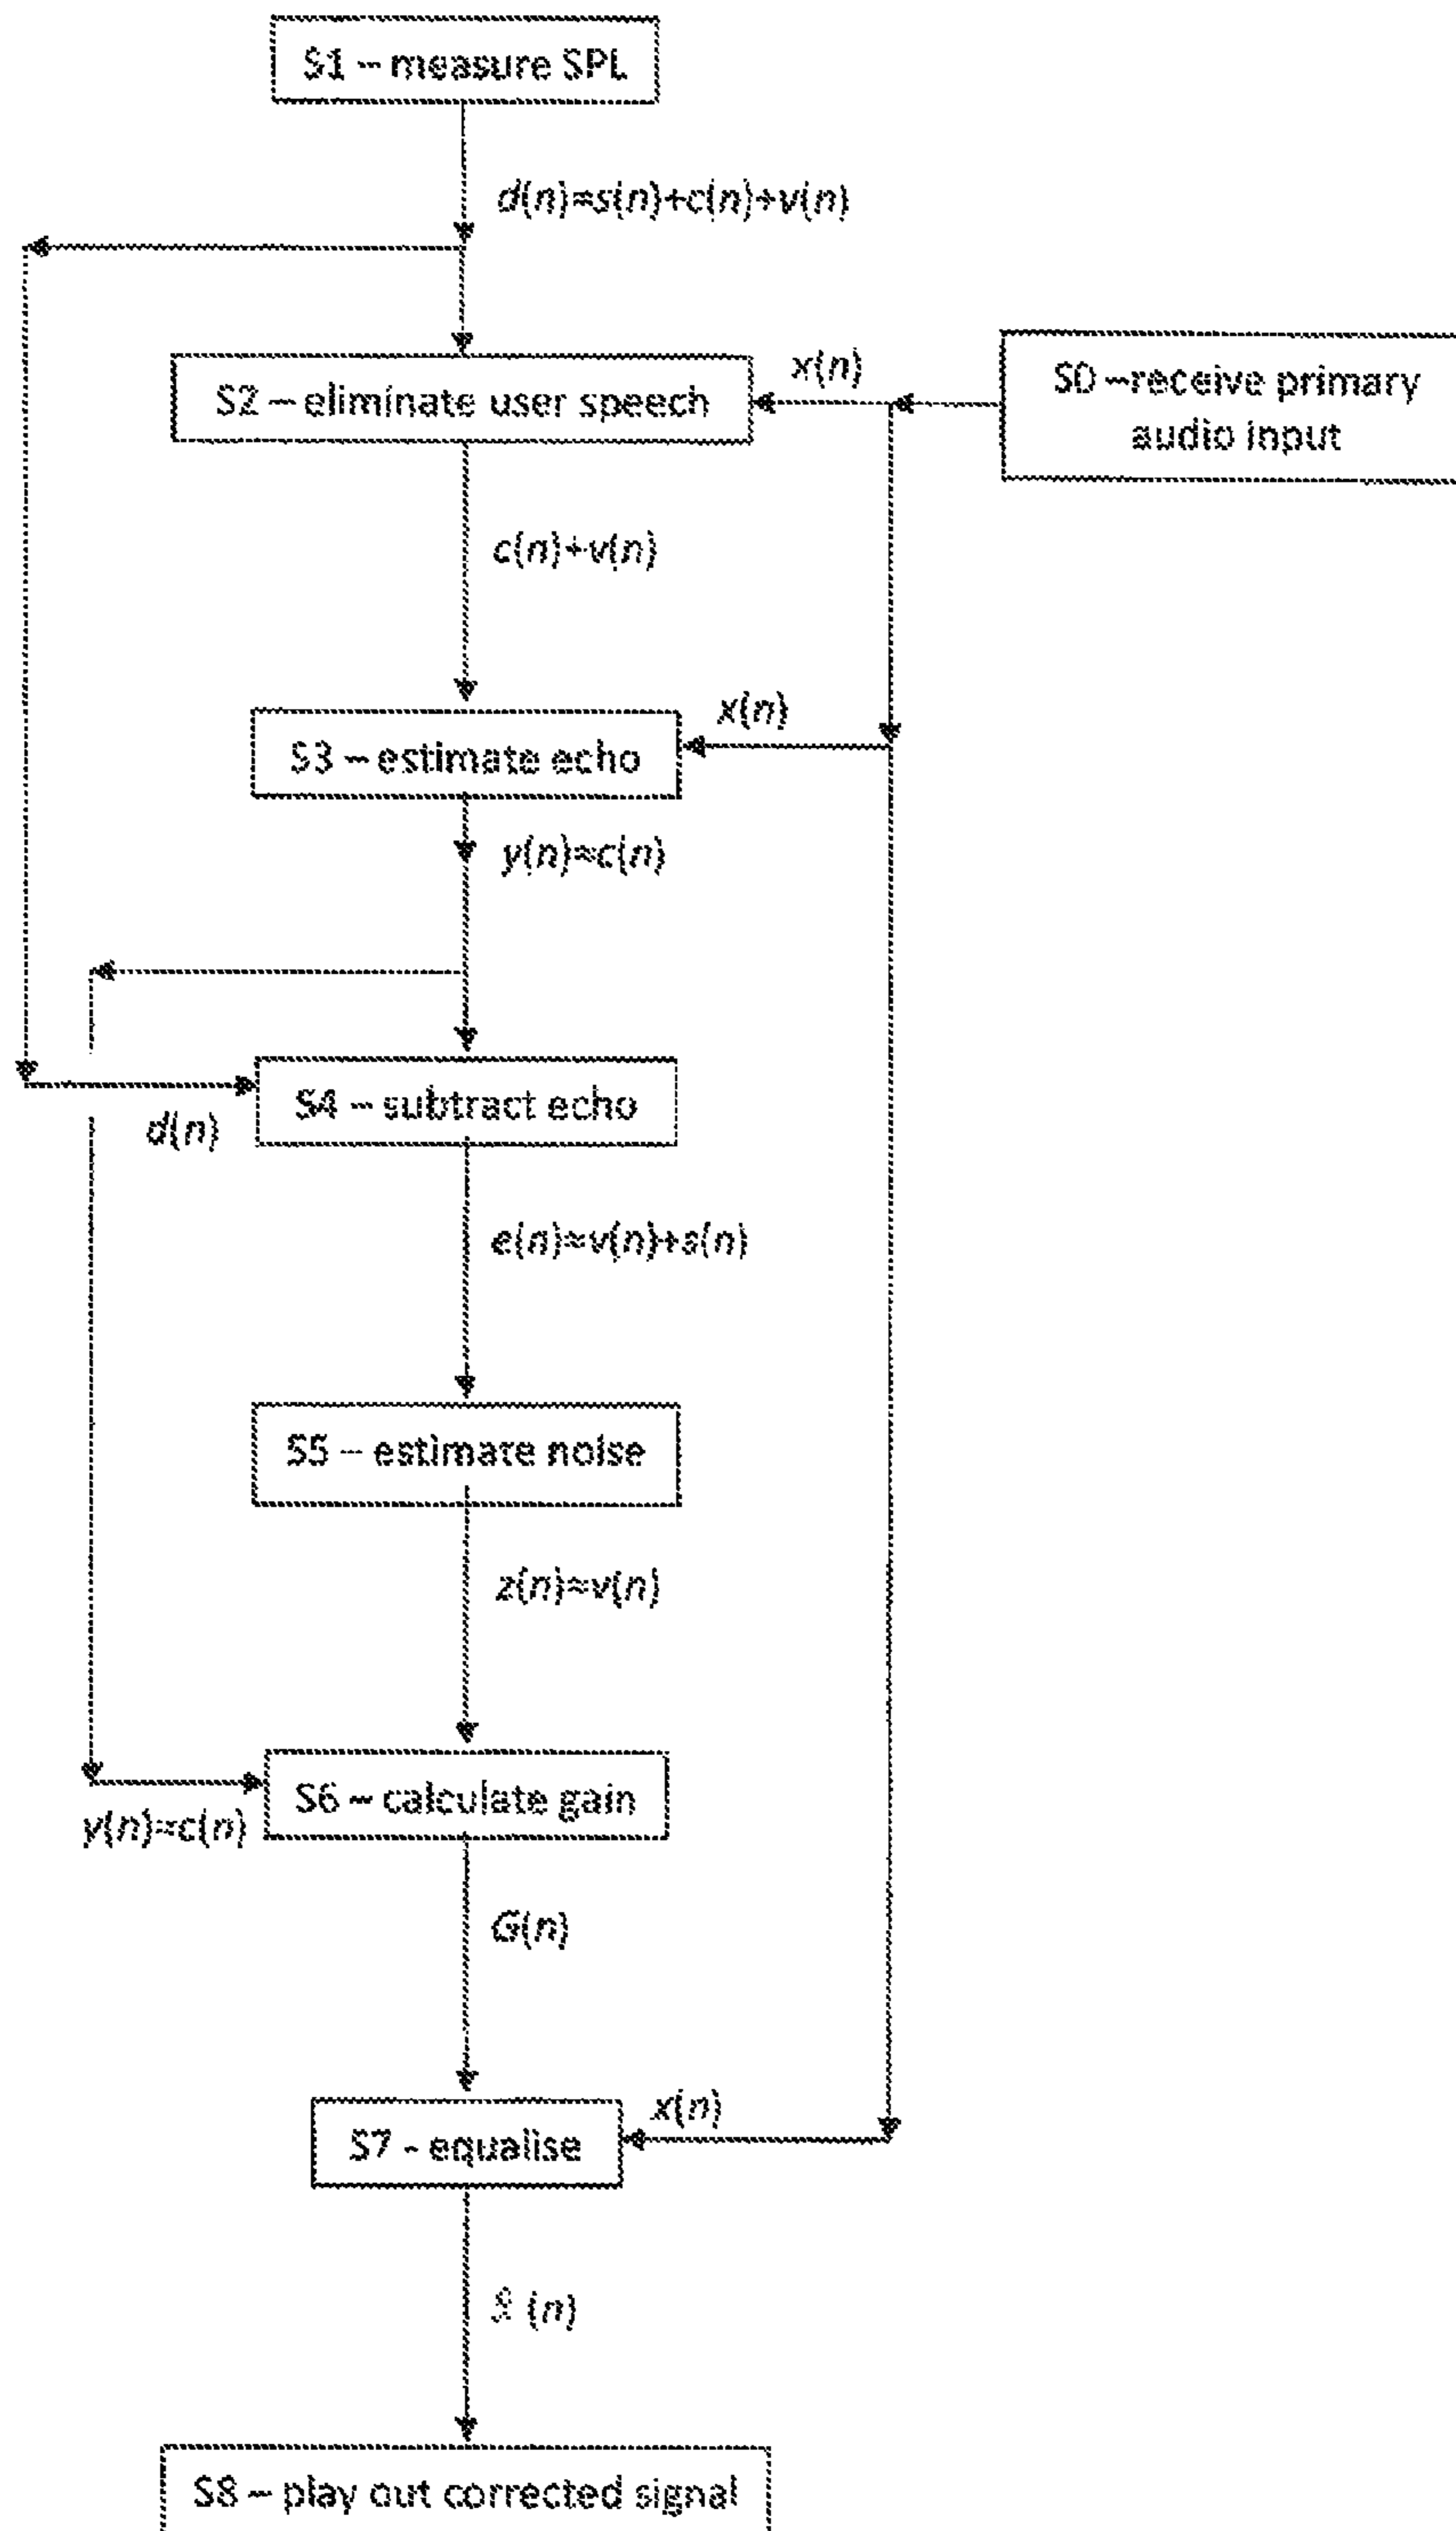 S1 – measure SPL
d(n)=s(n)+c(n)+v(n)
S2 – eliminate user speech
x(n)
S0 –receive primary
audio input
c(n)+v(n)
x(n)
S3 – estimate echo
y(n)≈c(n)
S4 – subtract echo
d(n)
e(n)≈v(n)+s(n)
S5 – estimate noise
z(n)≈v(n)
S6 – calculate gain
y(n)≈c(n)
G(n)
x(n)
S7 - equalise
(n)
S8 – play out corrected signal